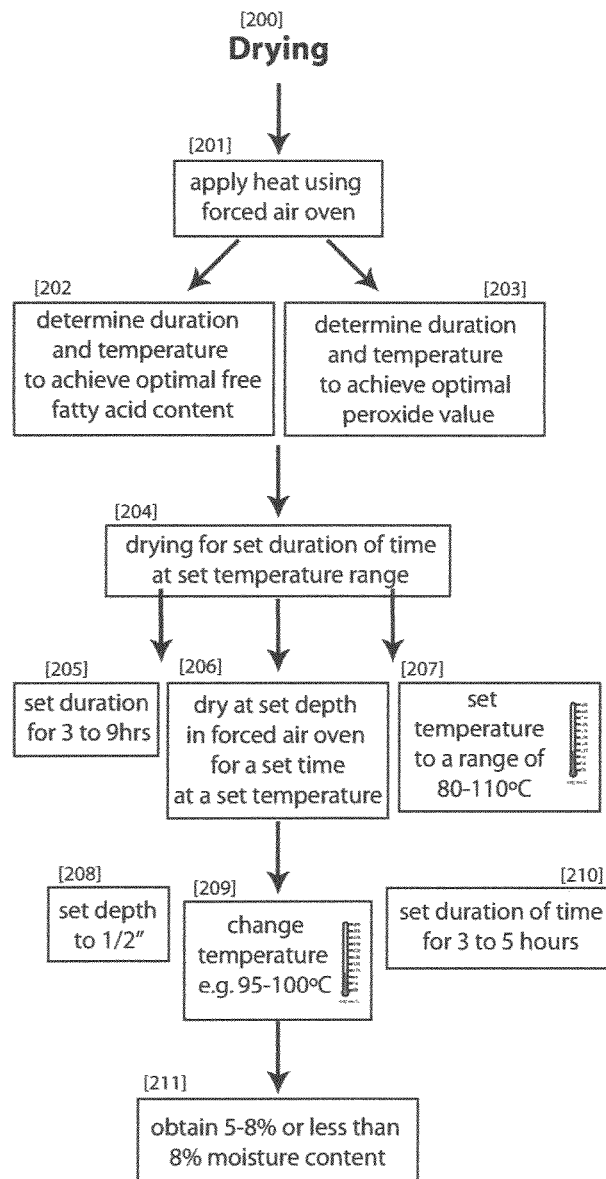 [200]
Drying
[201]
apply heat using
forced air oven
[202
determine duration
and temperature
to achieve optimal free
fatty acid content
[203]
determine duration
and temperature
to achieve optimal
peroxide value
[204]
drying for set duration of time
at set temperature range
[205]
set duration
for 3 to 9hrs
[206]
dry at set depth
in forced air oven
for a set time
at a set temperature
[207]
set
temperature
to a range of
80-110ºC
[208]
set depth
to 1/2”
[209]
change
temperature
e.g. 95-100ºC
[210]
set duration of time
for 3 to 5 hours
[211]
obtain 5-8% or less than
8% moisture content